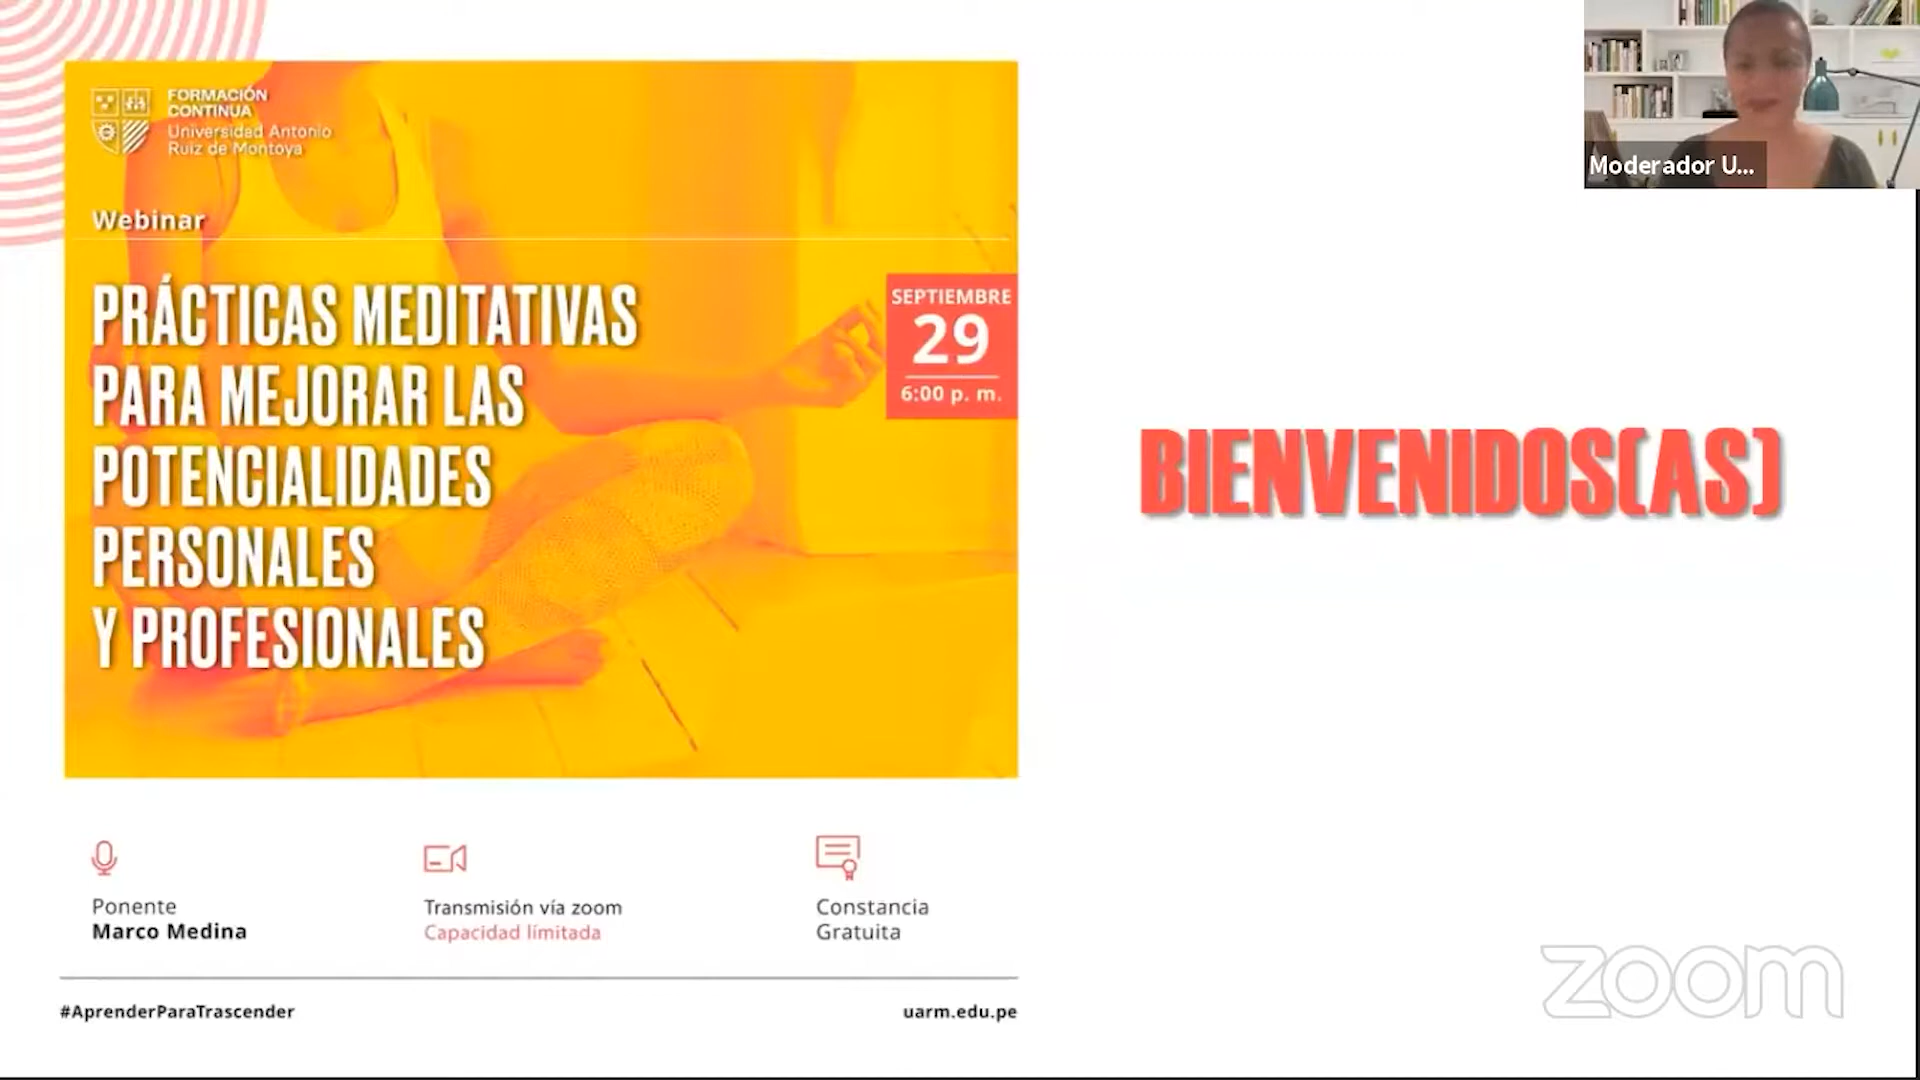 FORMACIÓN
CONTINUA
Universidad Antonio
Ruiz de Montoya
Webinar
PRÁCTICAS MEDITATIVAS
PARA MEJORAR LAS
POTENCIALIDADES
PERSONALES
Y PROFESIONALES
SEPTIEMBRE
29
6:00 p. m.
Ponente
Marco Medina
Transmisión vía zoom
Capacidad límitada
Constancia
Gratuita
#AprenderParaTrascender
uarm.edu.pe
BIENVENIDOS(AS)
Moderador U...
zoom